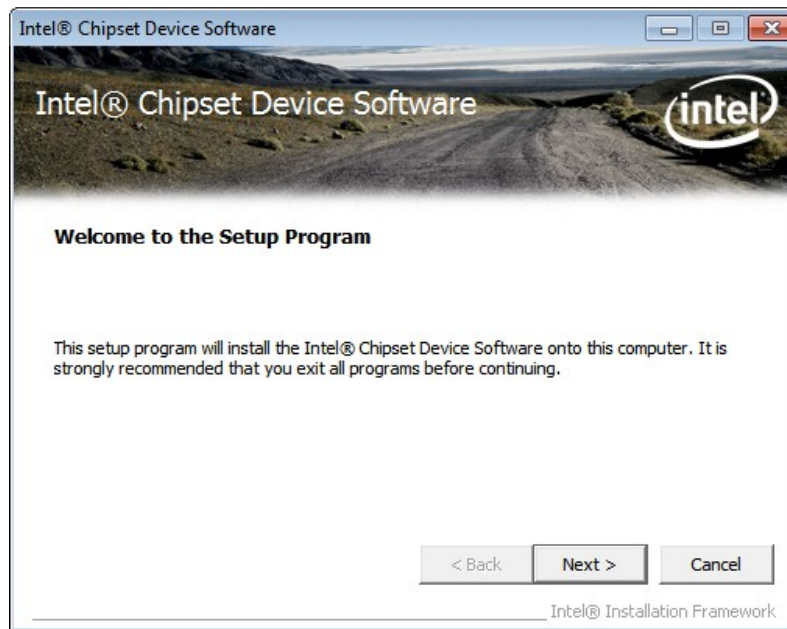 Intel® Chipset Device Software
Intel® Chipset Device Software
intel
Welcome to the Setup Program
This setup program will install the Intel® Chipset Device Software onto this computer. It is
strongly recommended that you exit all programs before continuing.
< Back Next > Cancel
Intel® Installation Framework